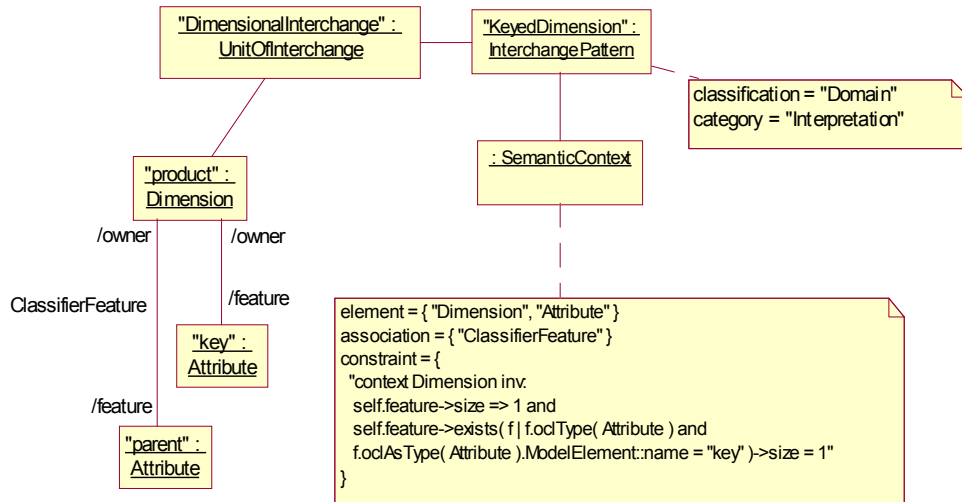 "DimensionalInterchange" :
UnitOfInterchange
"KeyedDimension" :
InterchangePattern
classification = "Domain"
category = "Interpretation"
: SemanticContext
"product" :
Dimension
/owner
/owner
ClassifierFeature
/feature
"key" :
Attribute
/feature
"parent" :
Attribute
element = { "Dimension", "Attribute" }
association = { "ClassifierFeature" }
constraint = {
"context Dimension inv:
self.feature->size => 1 and
self.feature->exists( f | f.oclType( Attribute ) and
f.oclAsType( Attribute ).ModelElement::name = "key" )->size = 1"
}